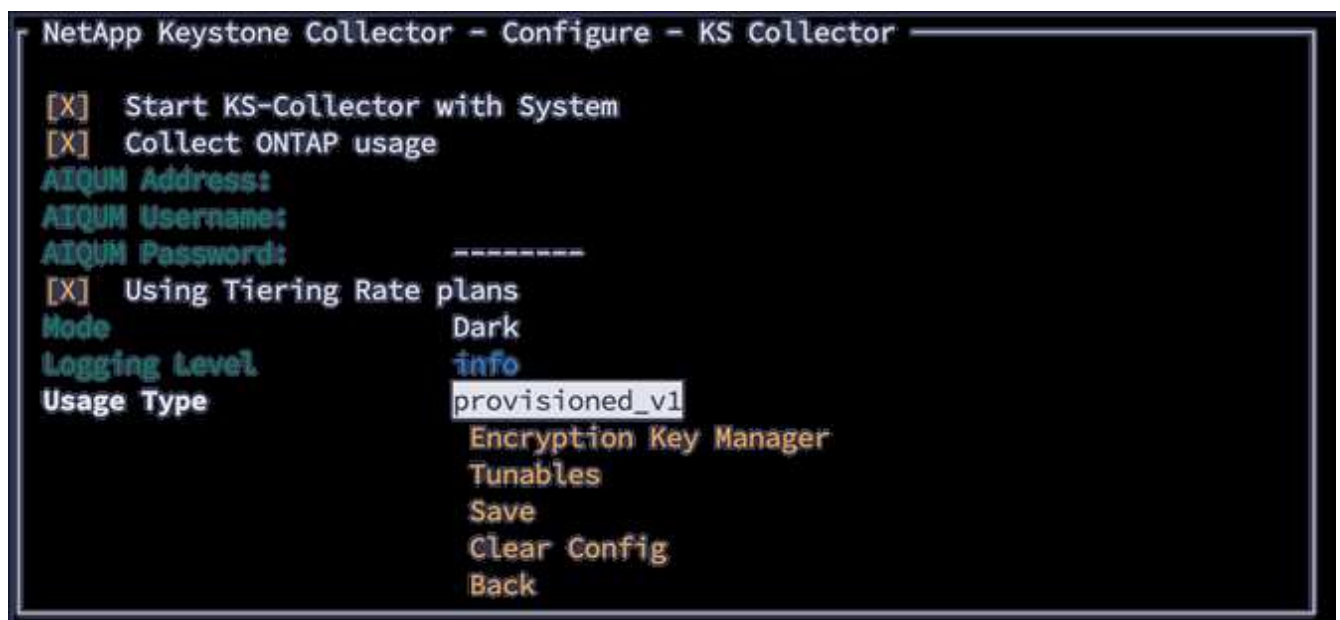 NetApp Keystone Collector - Configure - KS Collector
[X] Start KS-Collector with System
[X] Collect ONTAP usage
AIQUM Address:
AIQUM Username:
AIQUM Password: --------
[X] Using Tiering Rate plans
Mode Dark
Logging Level info
Usage Type provisioned_v1
Encryption Key Manager
Tunables
Save
Clear Config
Back